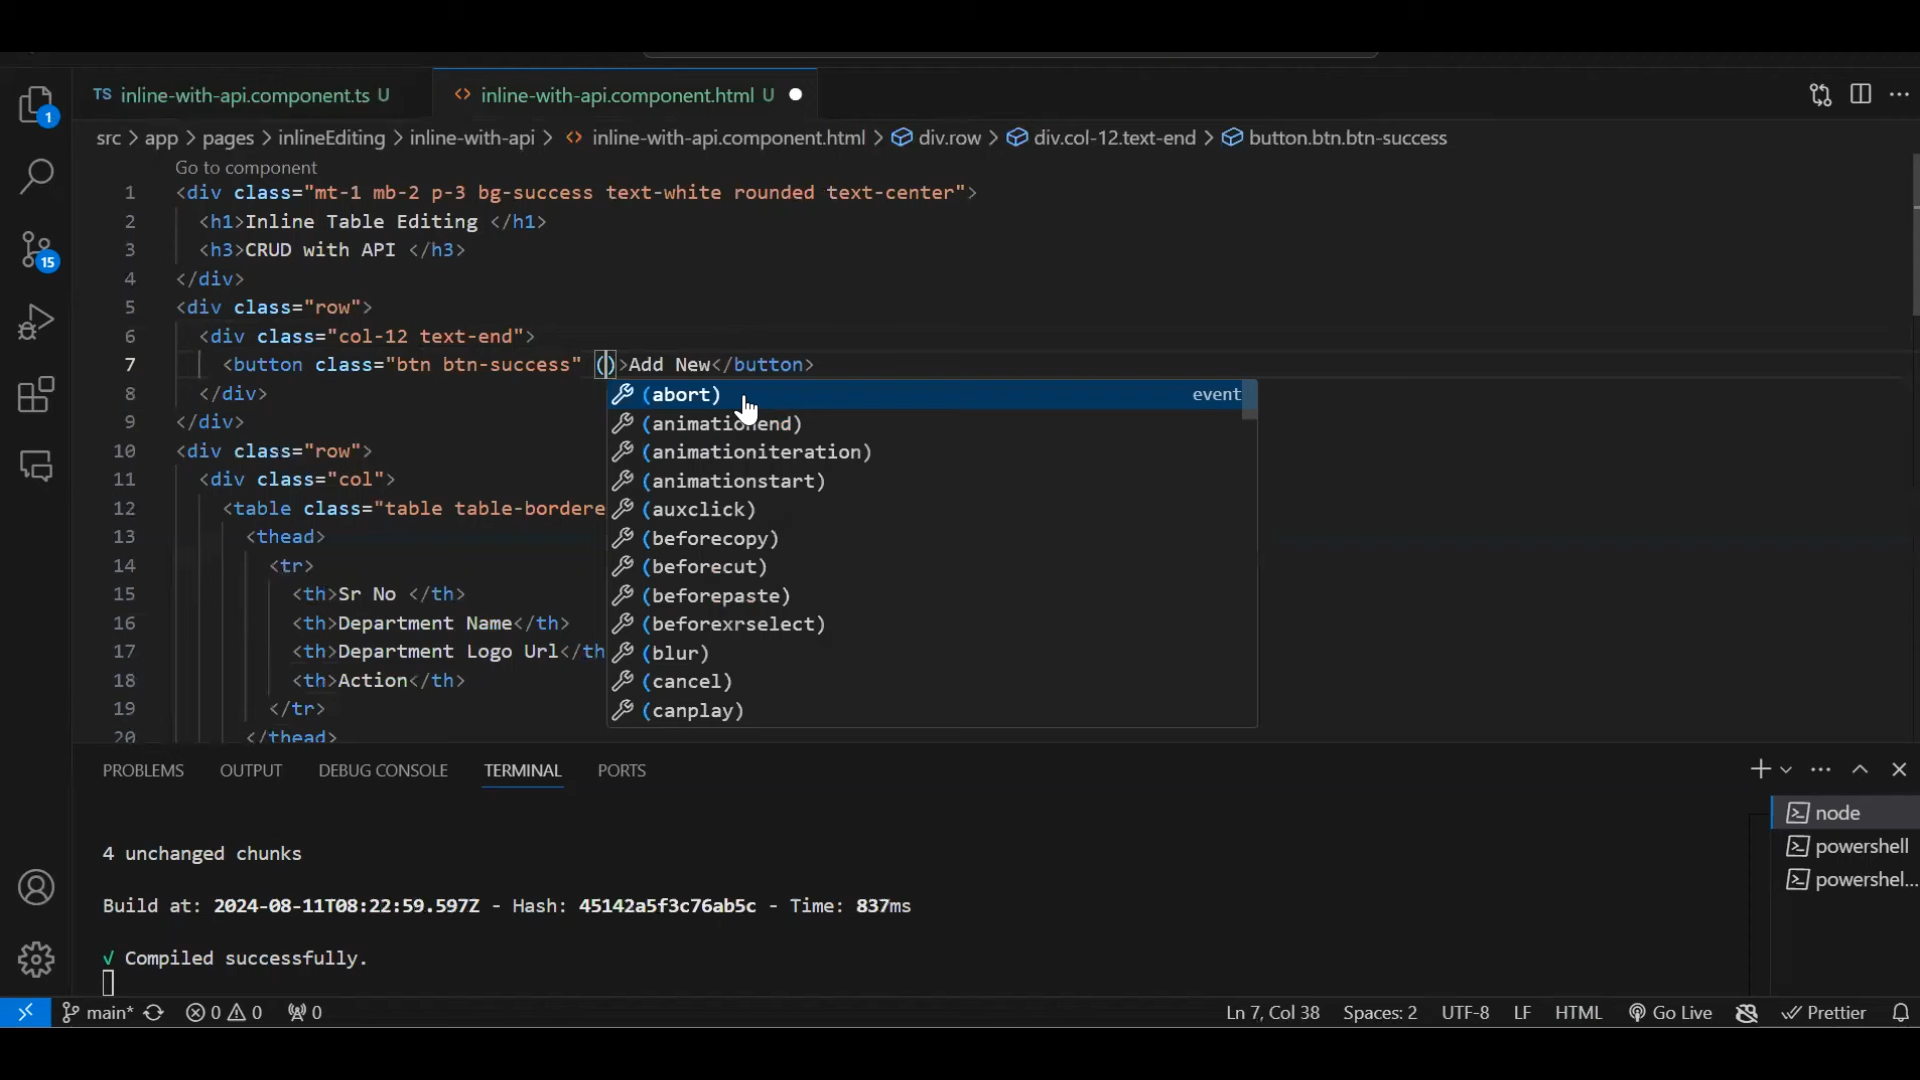 TS inline-with-api.component.ts U
<> inline-with-api.component.html U
src > app > pages > inlineEditing > inline-with-api > <> inline-with-api.component.html > div.row > div.col-12.text-end > button.btn.btn-success
Go to component
1 <div class="mt-1 mb-2 p-3 bg-success text-white rounded text-center">
2 <h1>Inline Table Editing </h1>
3 <h3>CRUD with API </h3>
4 </div>
5 <div class="row">
6 <div class="col-12 text-end">
7 <button class="btn btn-success" ()>Add New</button>
8 </div>
9 </div>
10 <div class="row">
11 <div class="col">
12 <table class="table table-bordere
13 <thead>
14 <tr>
15 <th>Sr No </th>
16 <th>Department Name</th>
17 <th>Department Logo Url</th
18 <th>Action</th>
19 </tr>
20 </thead>
(abort) event
(animationend)
(animationiteration)
(animationstart)
(auxclick)
(beforecopy)
(beforecut)
(beforepaste)
(beforexrselect)
(blur)
(cancel)
(canplay)
1
15
PROBLEMS OUTPUT DEBUG CONSOLE TERMINAL PORTS
4 unchanged chunks
Build at: 2024-08-11T08:22:59.597Z - Hash: 45142a5f3c76ab5c - Time: 837ms
√ Compiled successfully.
node
powershell
powershel...
main* 0 0 0 Ln 7, Col 38 Spaces: 2 UTF-8 LF HTML Go Live Prettier